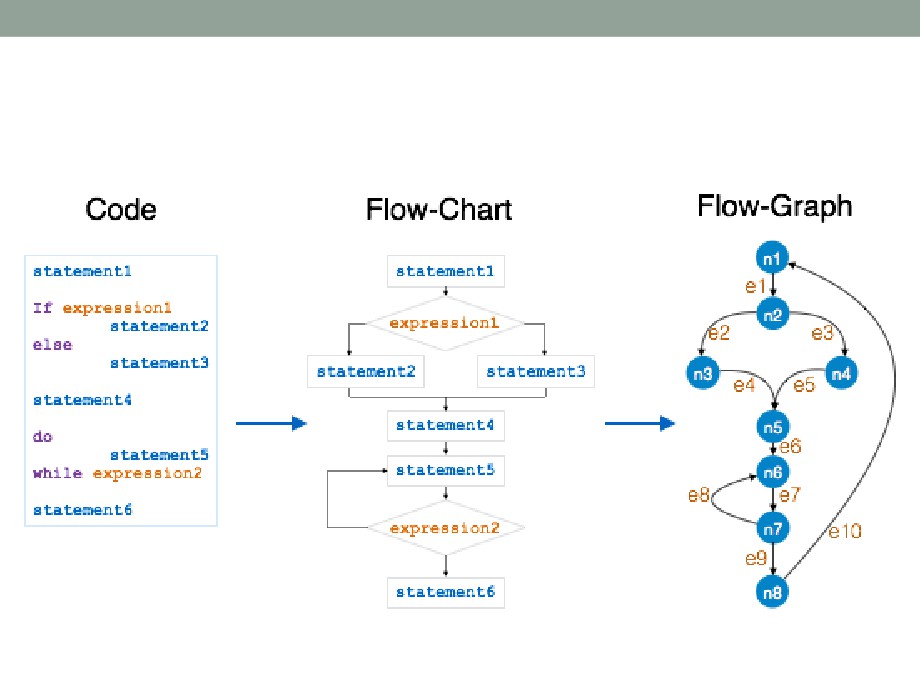 Code
statement1
If expression1
statement2
else
statement3
statement4
do
statement5
while expression2
statement6
Flow-Chart
statement1
expression1
statement2
statement3
statement4
statement5
expression2
statement6
Flow-Graph
n1
e1
n2
e2
e3
n3
n4
e4
e5
n5
e6
n6
e8
e7
n7
e10
e9
n8